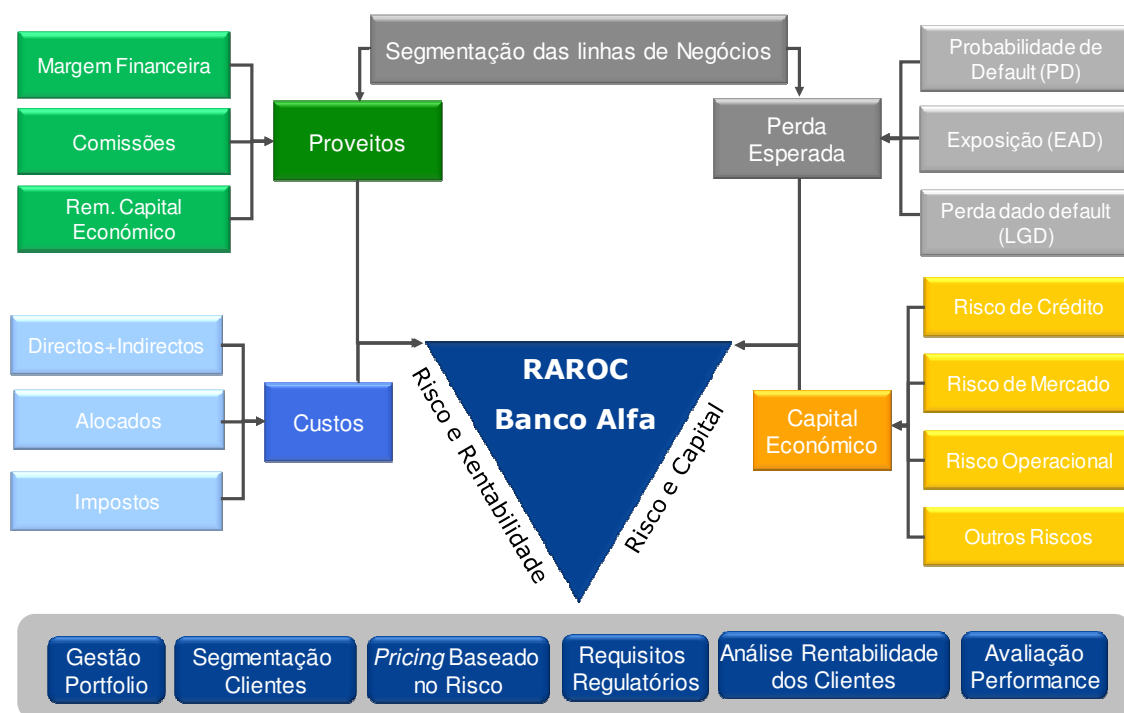 Segmentação das linhas de Negócios
Margem Financeira
Comissões
Rem. Capital
Económico
Proveitos
Perda
Esperada
Probabilidade de
Default (PD)
Exposição (EAD)
Perda dado default
(LGD)
Directos+Indirectos
Alocados
Impostos
Custos
RAROC
Banco Alfa
Risco e Rentabilidade
Risco e Capital
Capital
Económico
Risco de Crédito
Risco de Mercado
Risco Operacional
Outros Riscos
Gestão
Portfolio
Segmentação
Clientes
Pricing Baseado
no Risco
Requisitos
Regulatórios
Análise Rentabilidade
dos Clientes
Avaliação
Performance